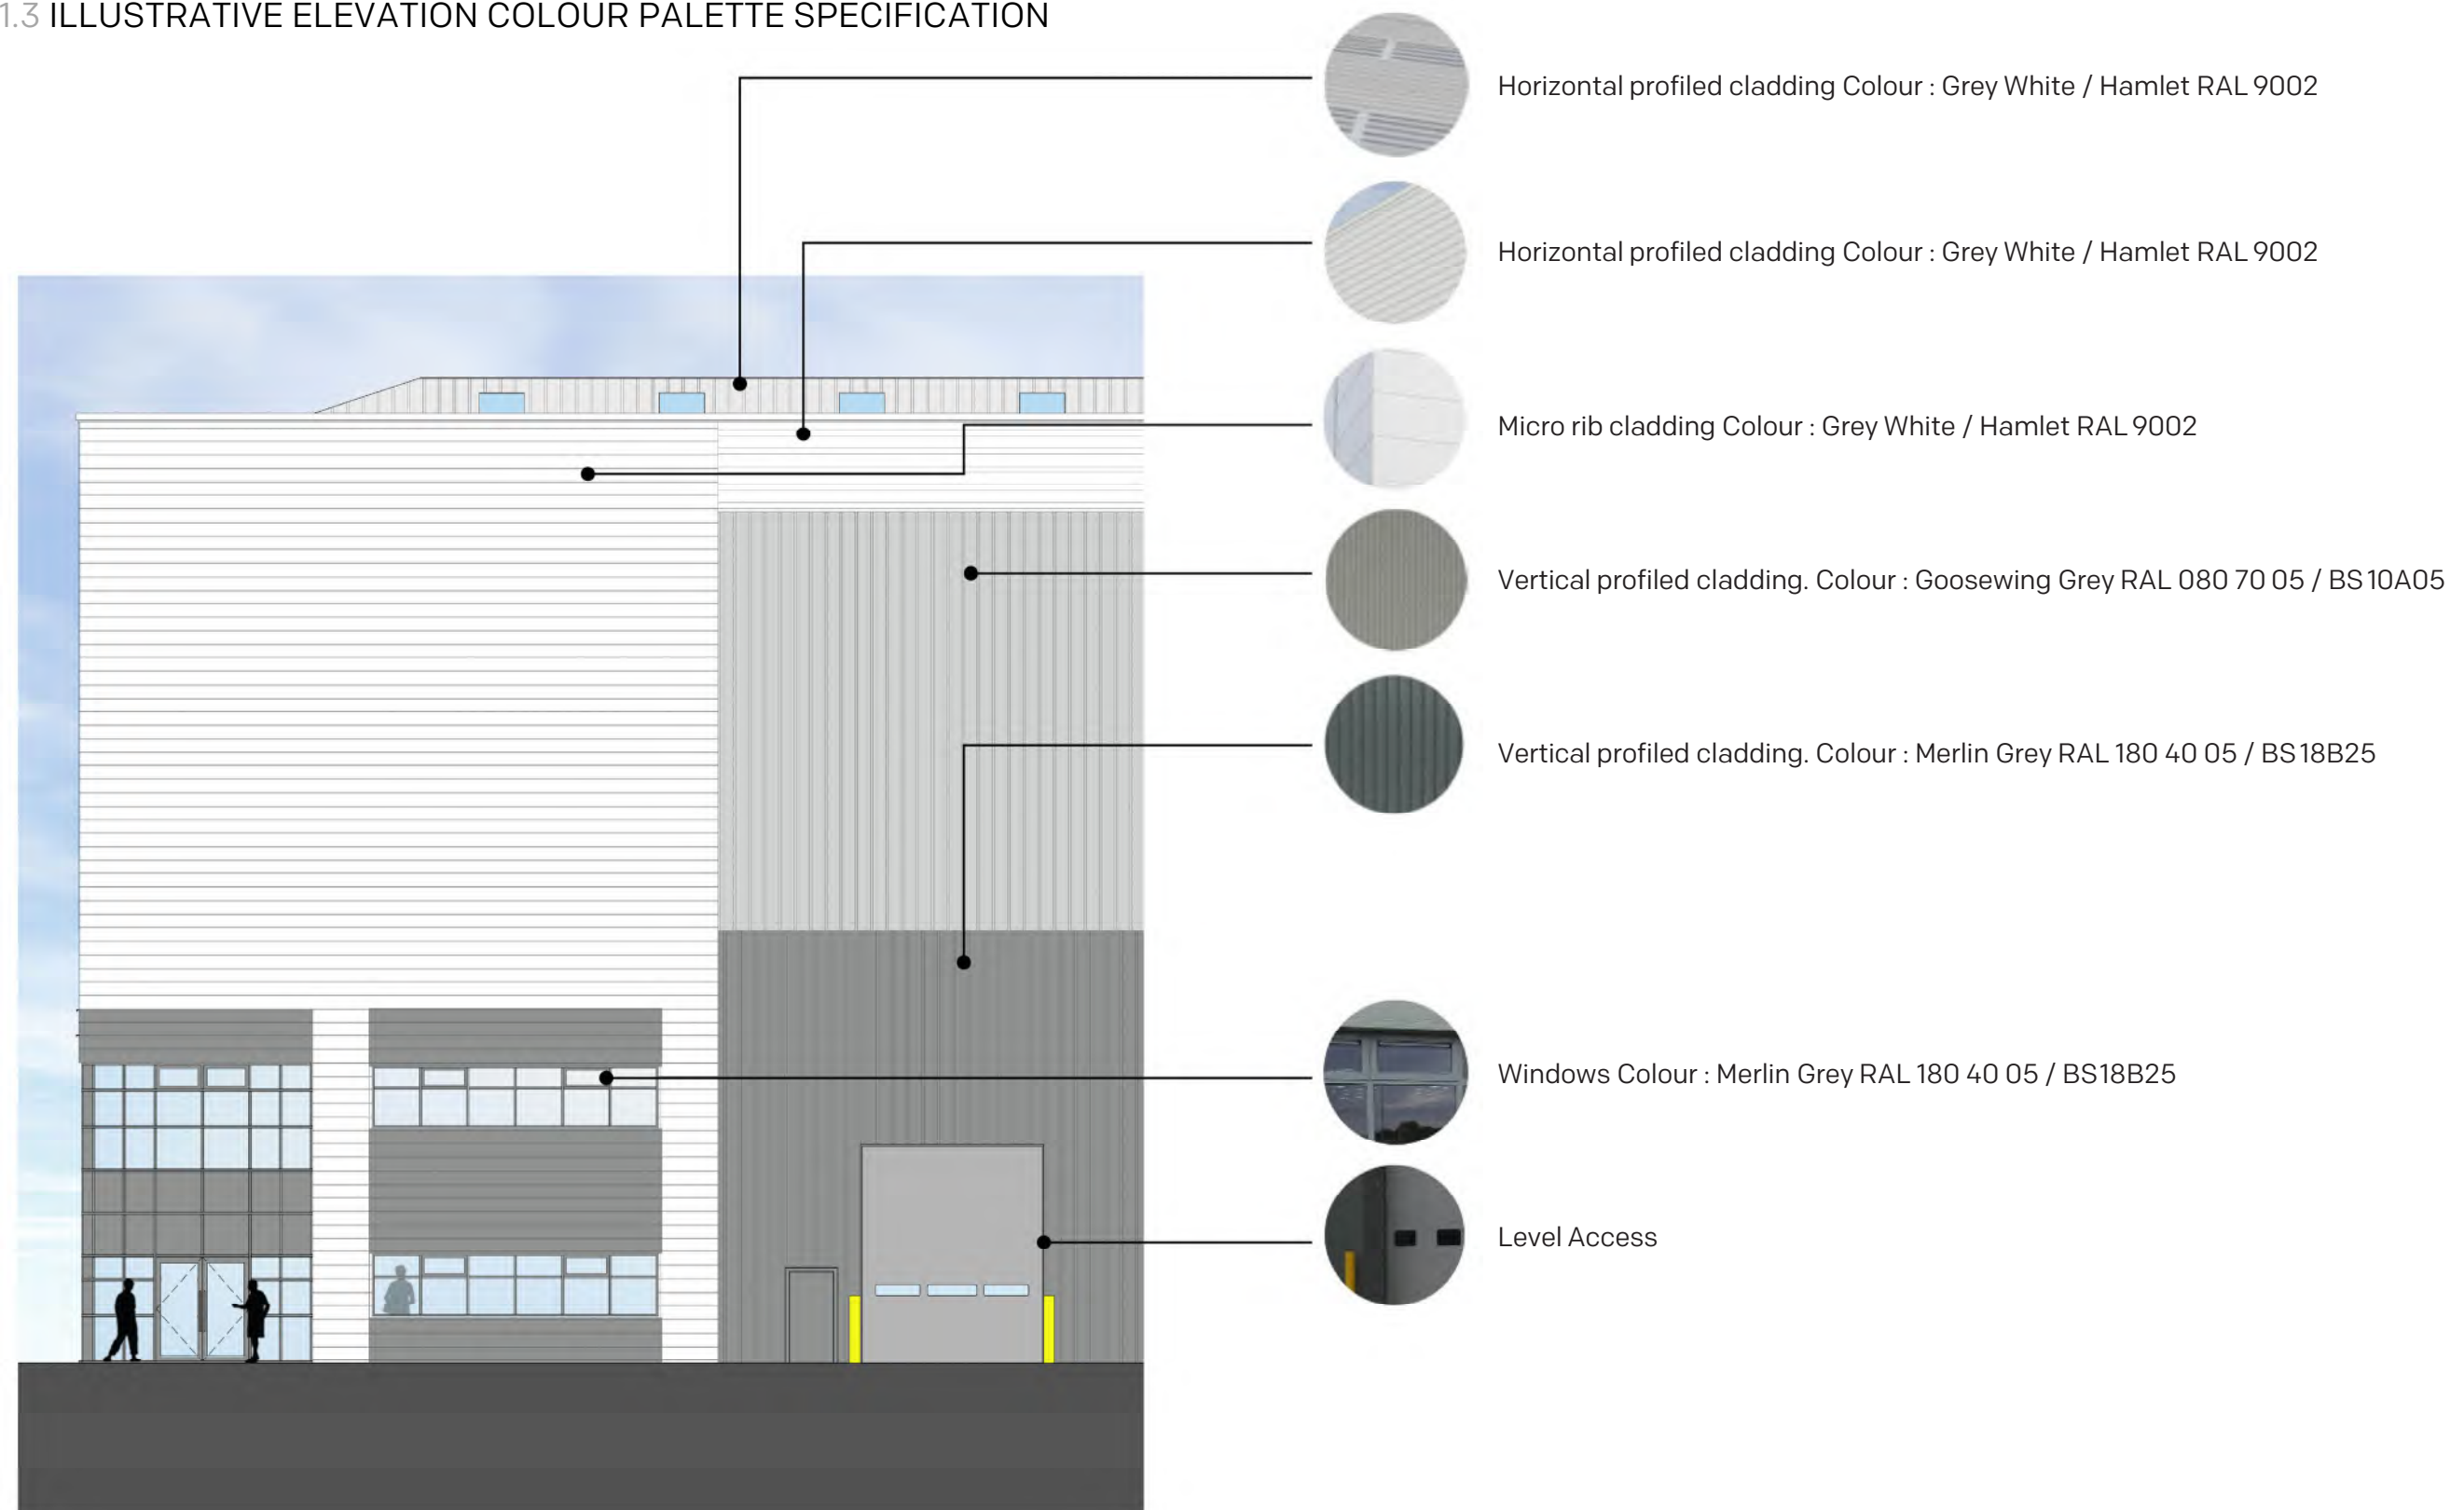 1.3 ILLUSTRATIVE ELEVATION COLOUR PALETTE SPECIFICATION
Horizontal profiled cladding Colour : Grey White / Hamlet RAL 9002
Horizontal profiled cladding Colour : Grey White / Hamlet RAL 9002
Micro rib cladding Colour : Grey White / Hamlet RAL 9002
Vertical profiled cladding. Colour : Goosewing Grey RAL 080 70 05 / BS 10A05
Vertical profiled cladding. Colour : Merlin Grey RAL 180 40 05 / BS 18B25
Windows Colour : Merlin Grey RAL 180 40 05 / BS18B25
Level Access